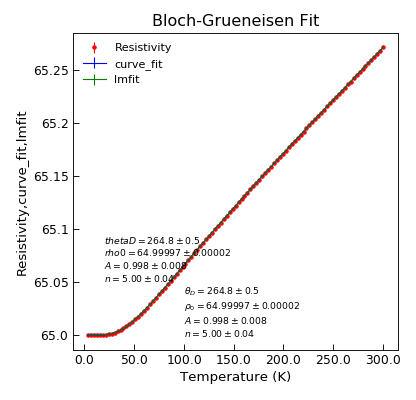 Bloch-Grueneisen Fit
Resistivity
curve_fit
lmfit
Resistivity,curve_fit,lmfit
65.25
65.2
65.15
65.1
65.05
65.0
thetaD = 264.8 ± 0.5
rho0 = 64.99997 ± 0.00002
A = 0.998 ± 0.008
n = 5.00 ± 0.04
θ_D = 264.8 ± 0.5
ρ₀ = 64.99997 ± 0.00002
A = 0.998 ± 0.008
n = 5.00 ± 0.04
0.0 50.0 100.0 150.0 200.0 250.0 300.0
Temperature (K)